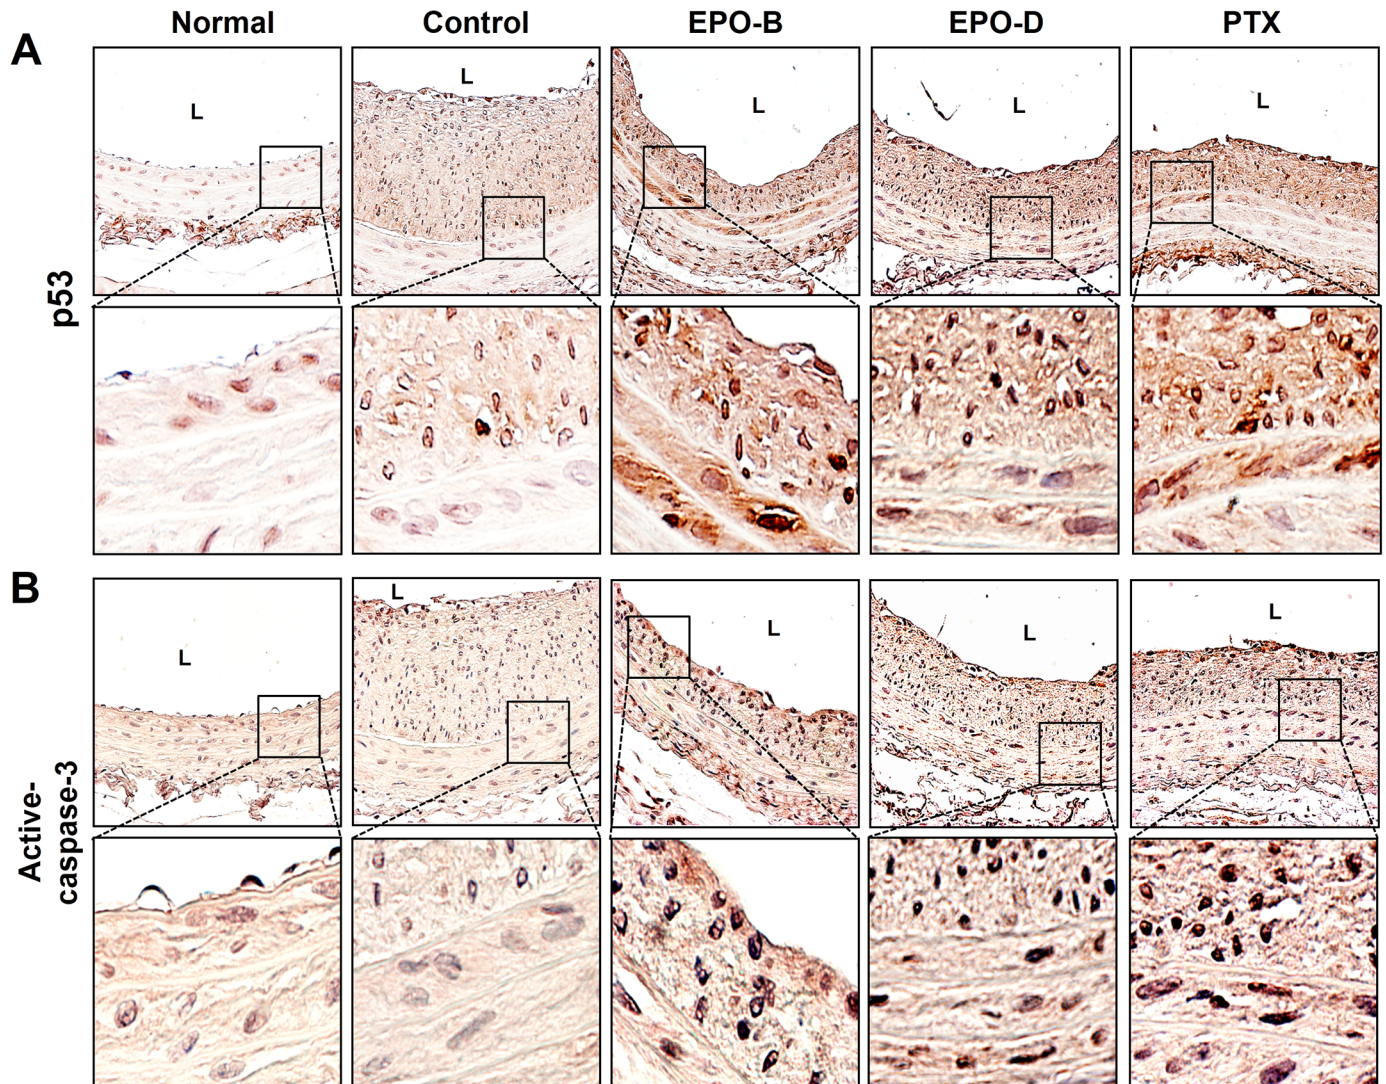 Normal Control EPO-B EPO-D PTX
A
L L L L L
p53
B
L L L L L
Active-
caspase-3